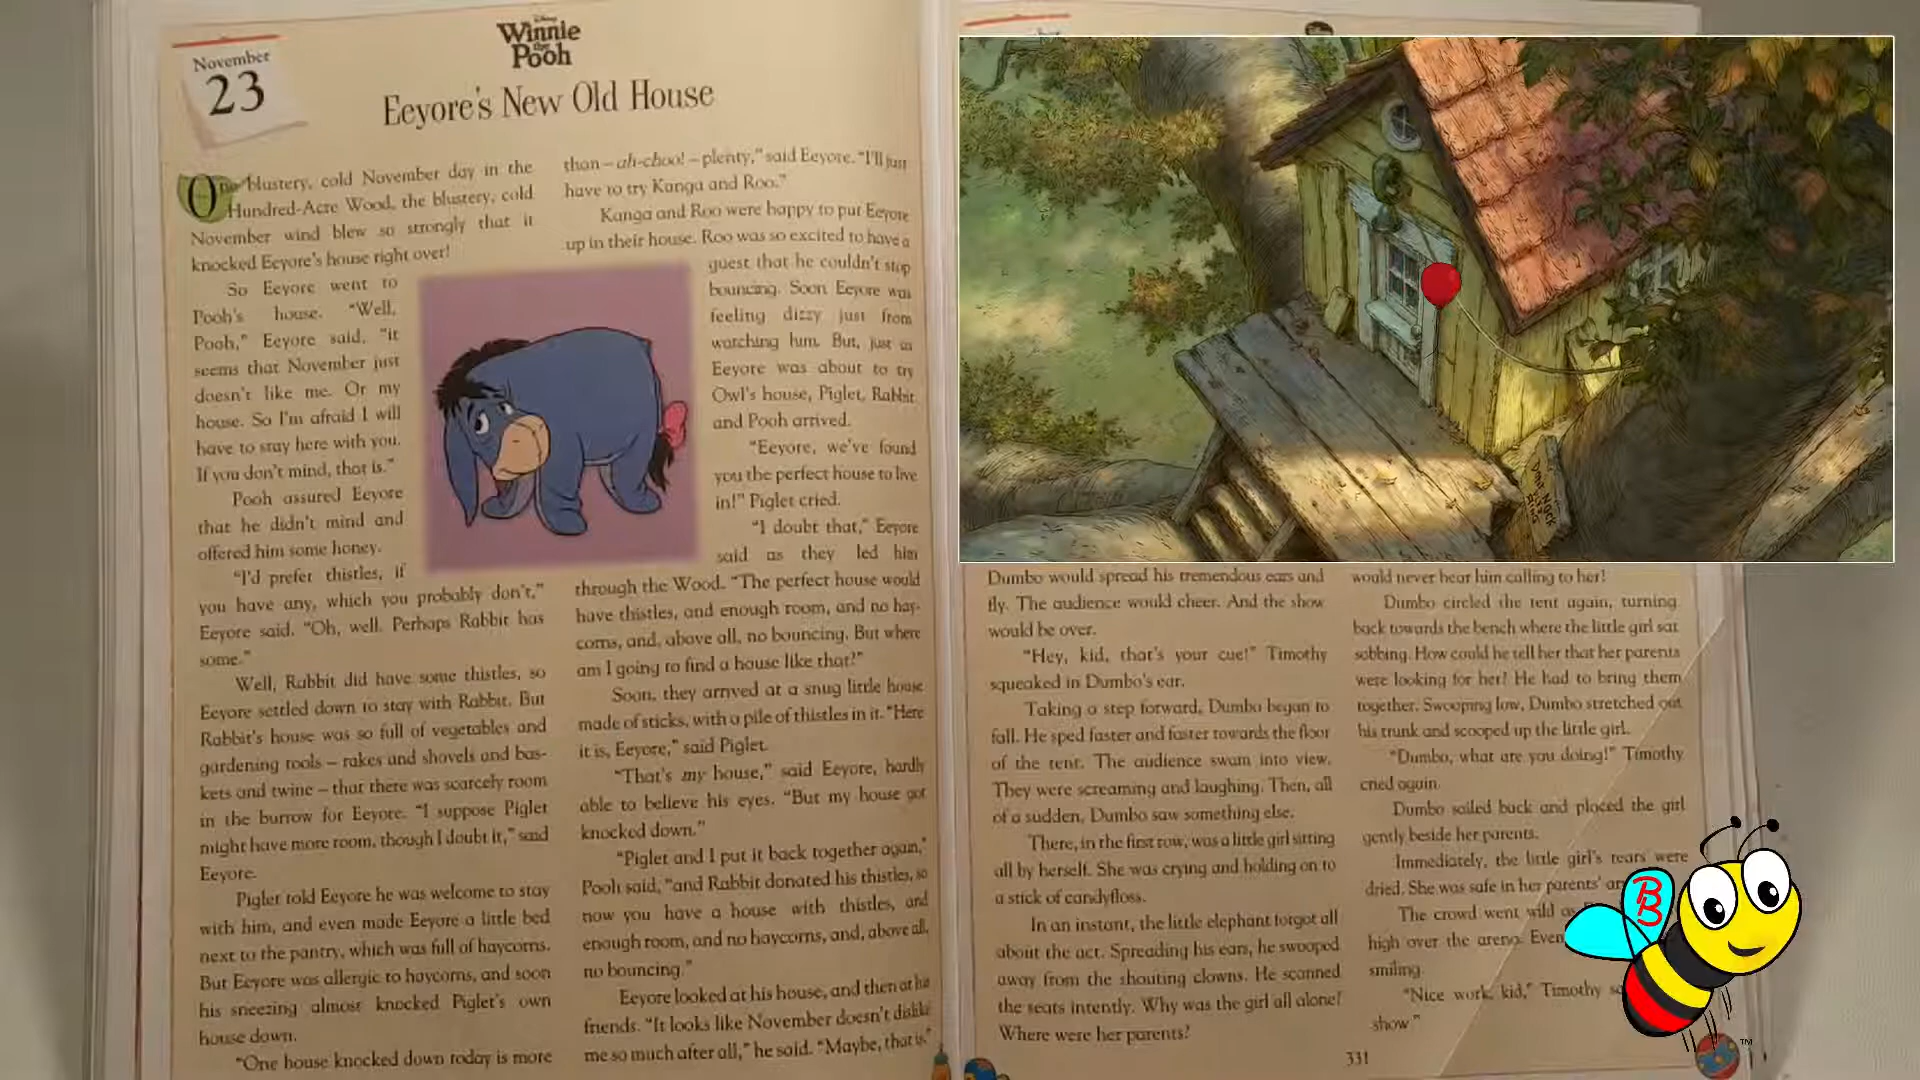 November
23
Disney
Winnie
the
Pooh
Eeyore's New Old House
One blustery, cold November day in the
Hundred-Acre Wood, the blustery, cold
November wind blew so strongly that it
knocked Eeyore's house right over!
So Eeyore went to
Pooh's house. "Well,
Pooh," Eeyore said, "it
seems that November just
doesn't like me. Or my
house. So I'm afraid I will
have to stay here with you.
If you don't mind, that is."
Pooh assured Eeyore
that he didn't mind and
offered him some honey.
"I'd prefer thistles, if
you have any, which you probably don't,"
Eeyore said. "Oh, well. Perhaps Rabbit has
some."
Well, Rabbit did have some thistles, so
Eeyore settled down to stay with Rabbit. But
Rabbit's house was so full of vegetables and
gardening tools – rakes and shovels and bas-
kets and twine – that there was scarcely room
in the burrow for Eeyore. "I suppose Piglet
might have more room, though I doubt it," said
Eeyore.
Piglet told Eeyore he was welcome to stay
with him, and even made Eeyore a little bed
next to the pantry, which was full of haycorns.
But Eeyore was allergic to haycorns, and soon
his sneezing almost knocked Piglet's own
house down.
"One house knocked down today is more
than – ah-choo! – plenty," said Eeyore. "I'll just
have to try Kanga and Roo."
Kanga and Roo were happy to put Eeyore
up in their house. Roo was so excited to have a
guest that he couldn't stop
bouncing. Soon Eeyore was
feeling dizzy just from
watching him. But, just as
Eeyore was about to try
Owl's house, Piglet, Rabbit
and Pooh arrived.
"Eeyore, we've found
you the perfect house to live
in!" Piglet cried.
"I doubt that," Eeyore
said as they led him
through the Wood. "The perfect house would
have thistles, and enough room, and no hay-
corns, and, above all, no bouncing. But where
am I going to find a house like that?"
Soon, they arrived at a snug little house
made of sticks, with a pile of thistles in it. "Here
it is, Eeyore," said Piglet.
"That's my house," said Eeyore, hardly
able to believe his eyes. "But my house got
knocked down."
"Piglet and I put it back together again,"
Pooh said, "and Rabbit donated his thistles, so
now you have a house with thistles, and
enough room, and no haycorns, and, above all,
no bouncing."
Eeyore looked at his house, and then at his
friends. "It looks like November doesn't dislike
me so much after all," he said. "Maybe, that is."
Dumbo would spread his tremendous ears and
fly. The audience would cheer. And the show
would be over.
"Hey, kid, that's your cue!" Timothy
squeaked in Dumbo's ear.
Taking a step forward, Dumbo began to
fall. He sped faster and faster towards the floor
of the tent. The audience swam into view.
They were screaming and laughing. Then, all
of a sudden, Dumbo saw something else.
There, in the first row, was a little girl sitting
all by herself. She was crying and holding on to
a stick of candyfloss.
In an instant, the little elephant forgot all
about the act. Spreading his ears, he swooped
away from the shouting clowns. He scanned
the seats intently. Why was the girl all alone?
Where were her parents?
would never hear him calling to her!
Dumbo circled the tent again, turning
back towards the bench where the little girl sat
sobbing. How could he tell her that her parents
were looking for her? He had to bring them
together. Swooping low, Dumbo stretched out
his trunk and scooped up the little girl.
"Dumbo, what are you doing!" Timothy
cried again.
Dumbo sailed back and placed the girl
gently beside her parents.
Immediately, the little girl's tears were
dried. She was safe in her parents'
The crowd went wild
high over the arena. Even
smiling.
"Nice work, kid," Timothy
show."
331
BB
TM